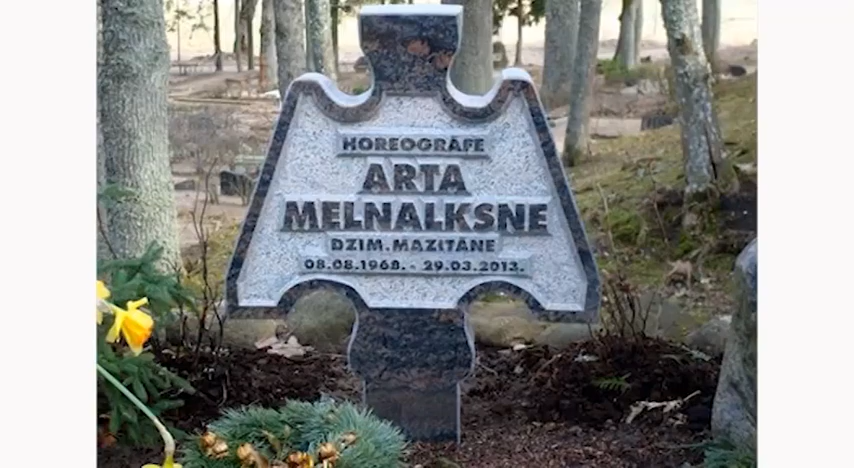 HOREOGRĀFE
ARTA
MELNALKSNE
DZIM. MAZITĀNE
08.08.1968. - 29.03.2013.